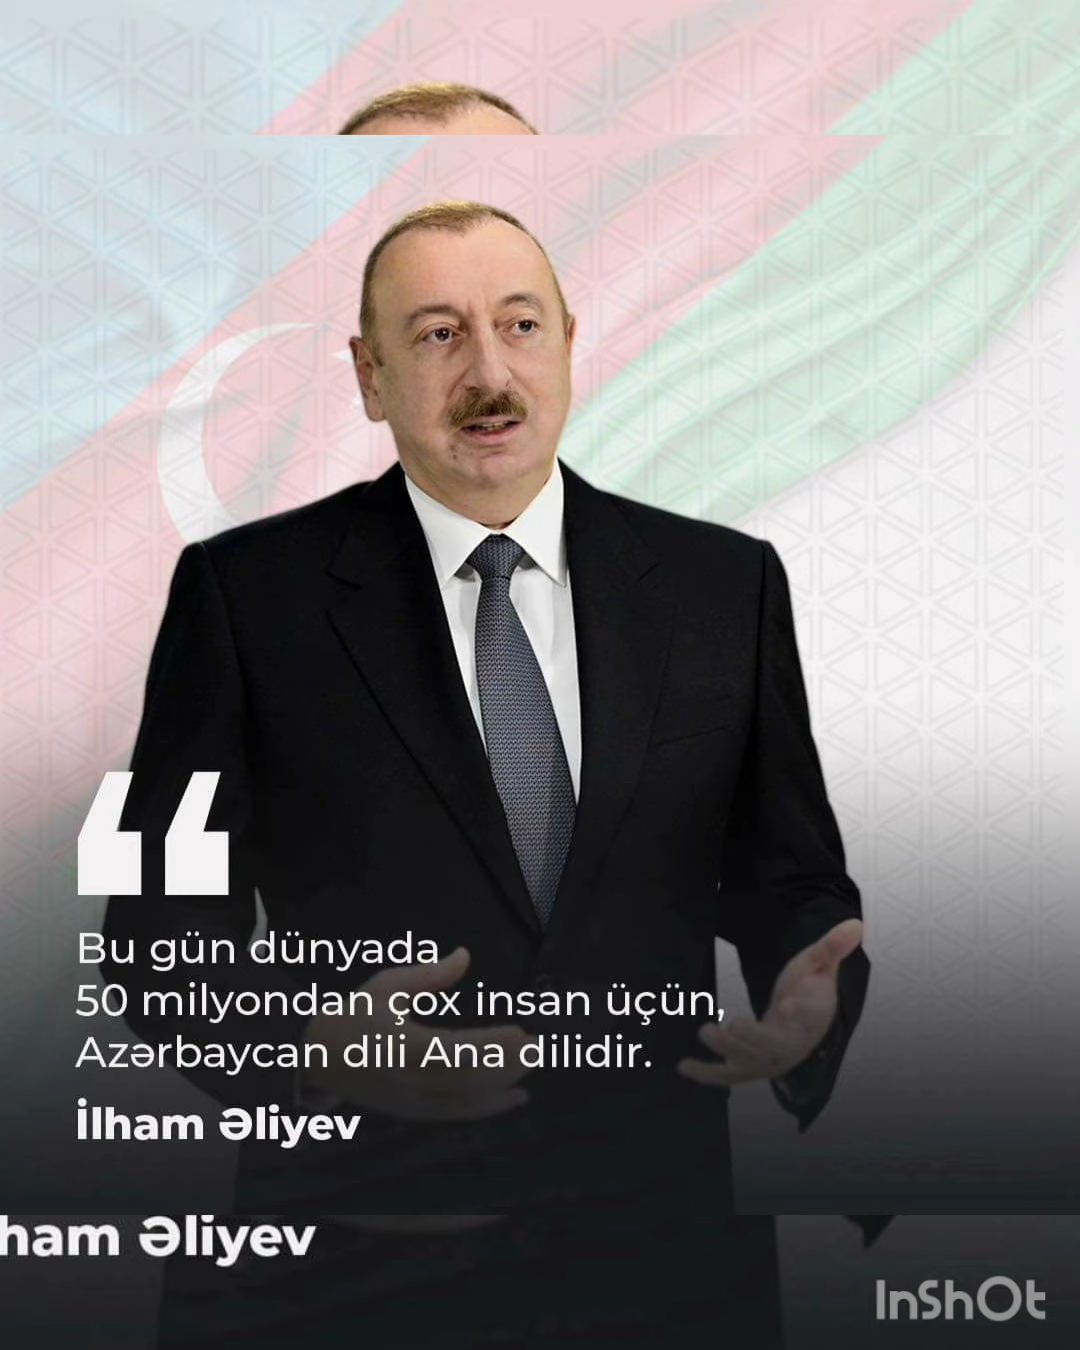 Bu gün dünyada
50 milyondan çox insan üçün,
Azərbaycan dili Ana dilidir.
İlham Əliyev
ham Əliyev
InShOt